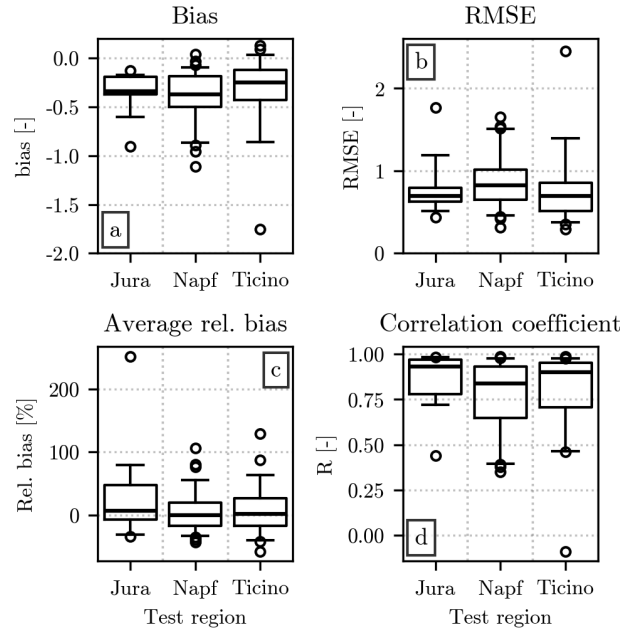 Bias
0.0
-0.5
-1.0
-1.5
-2.0
bias [-]
a
Jura Napf Ticino
RMSE
2
1
0
RMSE [-]
b
Jura Napf Ticino
Average rel. bias
200
100
0
Rel. bias [%]
c
Jura Napf Ticino
Test region
Correlation coefficient
1.00
0.75
0.50
0.25
0.00
R [-]
d
Jura Napf Ticino
Test region